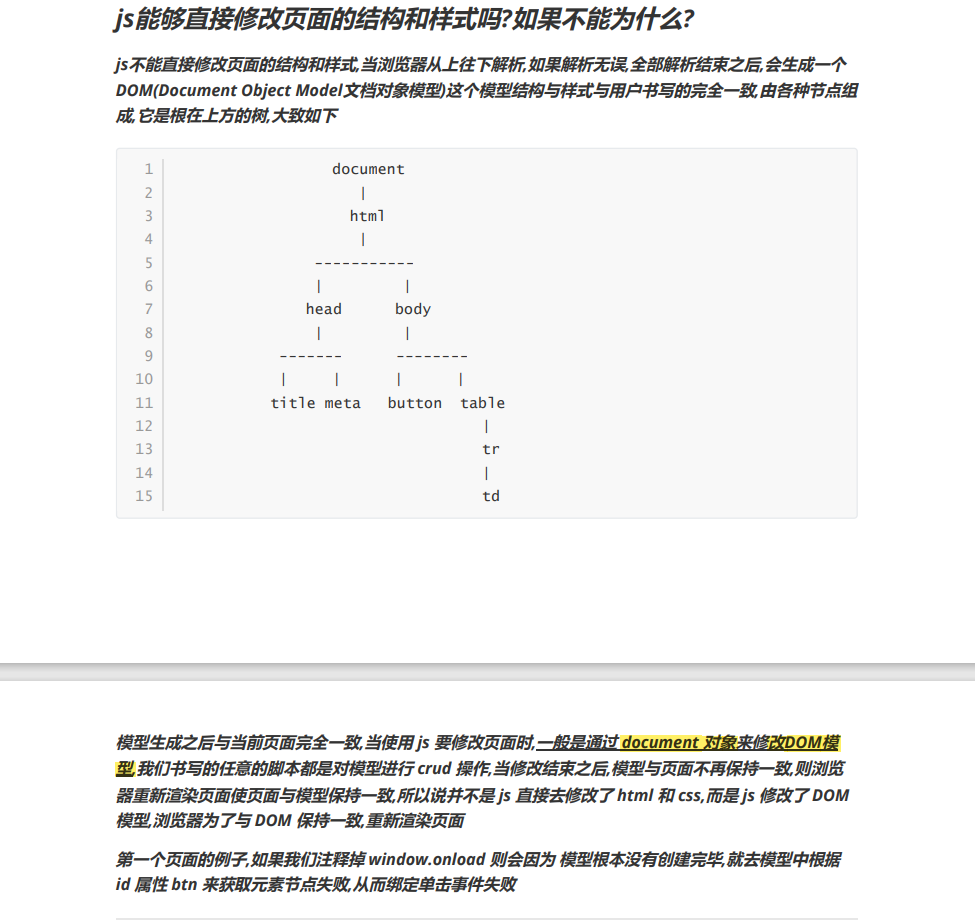 js能够直接修改页面的结构和样式吗?如果不能为什么?
js不能直接修改页面的结构和样式,当浏览器从上往下解析,如果解析无误,全部解析结束之后,会生成一个
DOM(Document Object Model文档对象模型)这个模型结构与样式与用户书写的完全一致,由各种节点组
成,它是根在上方的树,大致如下
1 document
2 |
3 html
4 |
5 -----------
6 | |
7 head body
8 | |
9 ------- --------
10 | | | |
11 title meta button table
12 |
13 tr
14 |
15 td
模型生成之后与当前页面完全一致,当使用 js 要修改页面时,一般是通过 document 对象来修改DOM模
型,我们书写的任意的脚本都是对模型进行 crud 操作,当修改结束之后,模型与页面不再保持一致,则浏览
器重新渲染页面使页面与模型保持一致,所以说并不是 js 直接去修改了 html 和 css,而是 js 修改了 DOM
模型,浏览器为了与 DOM 保持一致,重新渲染页面
第一个页面的例子,如果我们注释掉 window.onload 则会因为 模型根本没有创建完毕,就去模型中根据
id 属性 btn 来获取元素节点失败,从而绑定单击事件失败